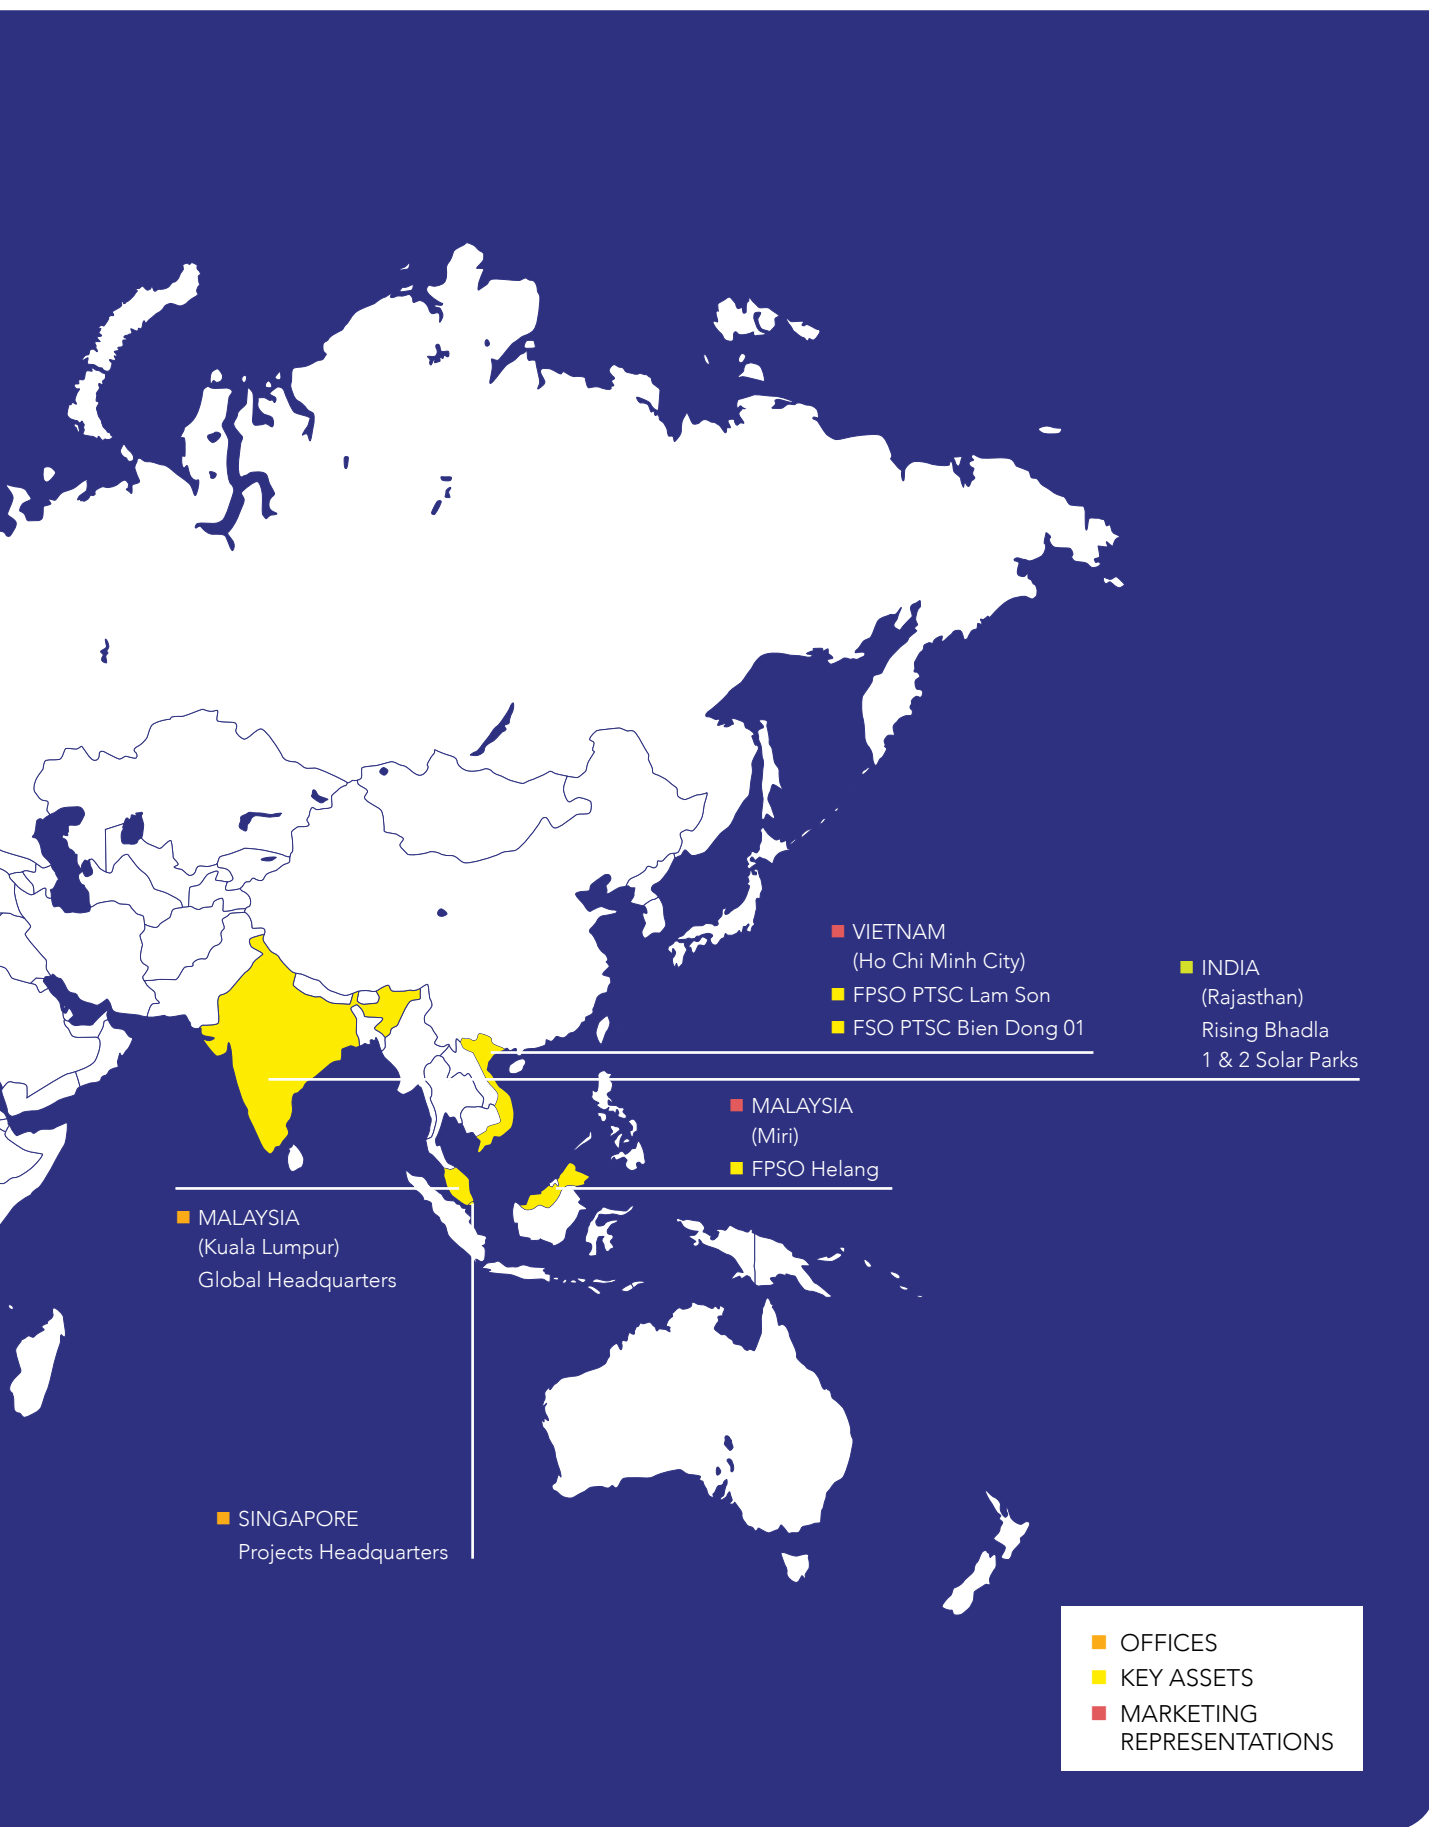 VIETNAM
(Ho Chi Minh City)
FPSO PTSC Lam Son
FSO PTSC Bien Dong 01
INDIA
(Rajasthan)
Rising Bhadla
1 & 2 Solar Parks
MALAYSIA
(Miri)
FPSO Helang
MALAYSIA
(Kuala Lumpur)
Global Headquarters
SINGAPORE
Projects Headquarters
OFFICES
KEY ASSETS
MARKETING
REPRESENTATIONS